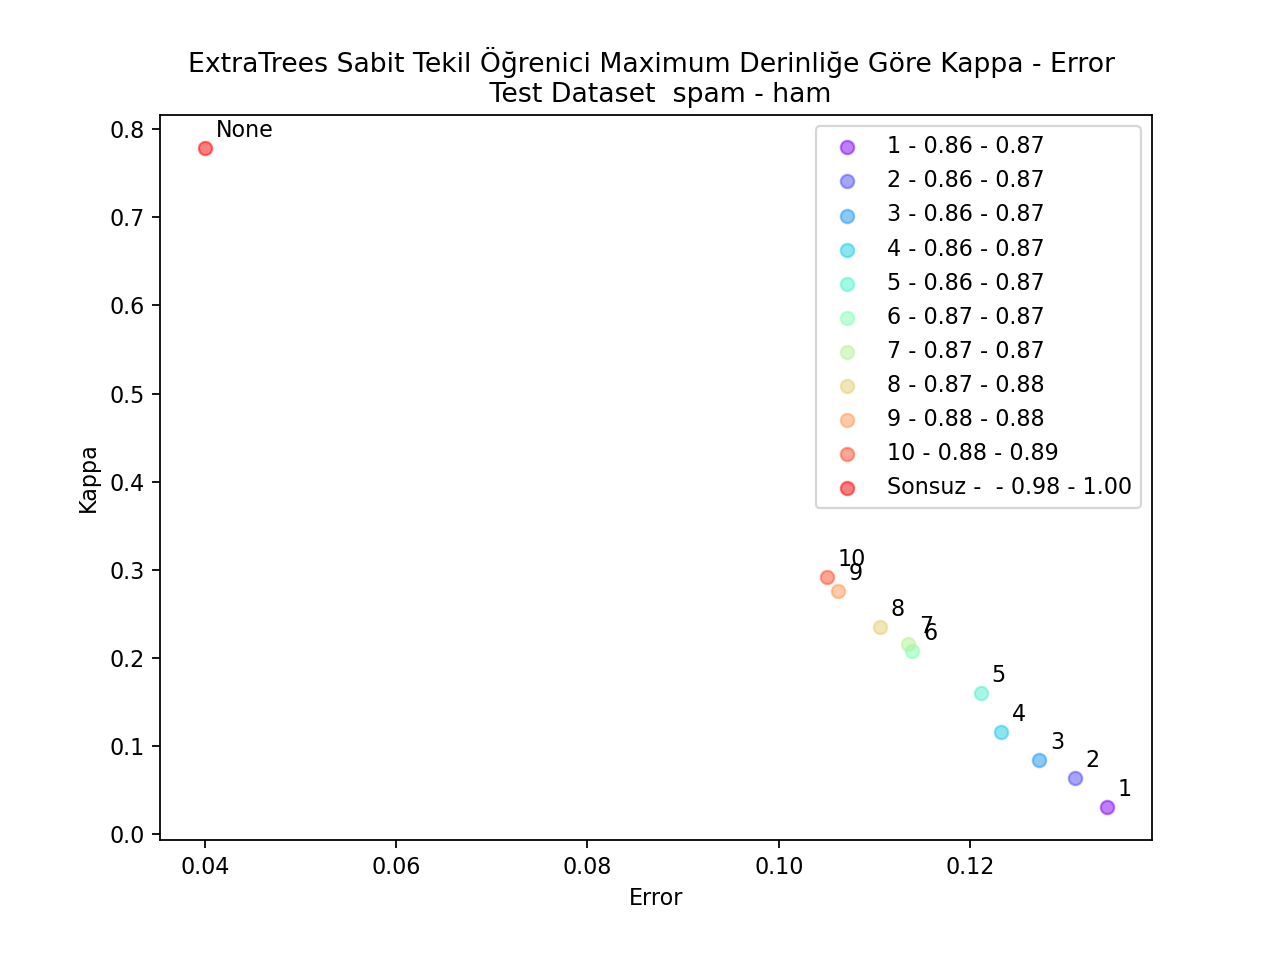 ExtraTrees Sabit Tekil Öğrenici Maximum Derinliğe Göre Kappa - Error
Test Dataset  spam - ham
Kappa
0.8
0.7
0.6
0.5
0.4
0.3
0.2
0.1
0.0
None
1 - 0.86 - 0.87
2 - 0.86 - 0.87
3 - 0.86 - 0.87
4 - 0.86 - 0.87
5 - 0.86 - 0.87
6 - 0.87 - 0.87
7 - 0.87 - 0.87
8 - 0.87 - 0.88
9 - 0.88 - 0.88
10 - 0.88 - 0.89
Sonsuz -  - 0.98 - 1.00
10
9
8
7
6
5
4
3
2
1
0.04 0.06 0.08 0.10 0.12
Error